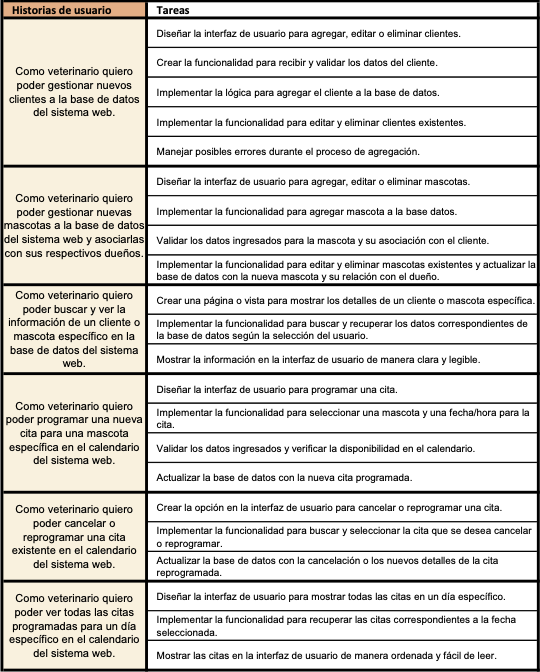 Historias de usuario
Tareas
Como veterinario quiero
poder gestionar nuevos
clientes a la base de datos
del sistema web.
Diseñar la interfaz de usuario para agregar, editar o eliminar clientes.
Crear la funcionalidad para recibir y validar los datos del cliente.
Implementar la lógica para agregar el cliente a la base de datos.
Implementar la funcionalidad para editar y eliminar clientes existentes.
Manejar posibles errores durante el proceso de agregación.
Como veterinario quiero
poder gestionar nuevas
mascotas a la base de datos
del sistema web y asociarlas
con sus respectivos dueños.
Diseñar la interfaz de usuario para agregar, editar o eliminar mascotas.
Implementar la funcionalidad para agregar mascota a la base datos.
Validar los datos ingresados para la mascota y su asociación con el cliente.
Implementar la funcionalidad para editar y eliminar mascotas existentes y actualizar la
base de datos con la nueva mascota y su relación con el dueño.
Como veterinario quiero
poder buscar y ver la
información de un cliente o
mascota específico en la
base de datos del sistema
web.
Crear una página o vista para mostrar los detalles de un cliente o mascota específica.
Implementar la funcionalidad para buscar y recuperar los datos correspondientes de
la base de datos según la selección del usuario.
Mostrar la información en la interfaz de usuario de manera clara y legible.
Como veterinario quiero
poder programar una nueva
cita para una mascota
específica en el calendario
del sistema web.
Diseñar la interfaz de usuario para programar una cita.
Implementar la funcionalidad para seleccionar una mascota y una fecha/hora para la
cita.
Validar los datos ingresados y verificar la disponibilidad en el calendario.
Actualizar la base de datos con la nueva cita programada.
Como veterinario quiero
poder cancelar o
reprogramar una cita
existente en el calendario
del sistema web.
Crear la opción en la interfaz de usuario para cancelar o reprogramar una cita.
Implementar la funcionalidad para buscar y seleccionar la cita que se desea cancelar
o reprogramar.
Actualizar la base de datos con la cancelación o los nuevos detalles de la cita
reprogramada.
Como veterinario quiero
poder ver todas las citas
programadas para un día
específico en el calendario
del sistema web.
Diseñar la interfaz de usuario para mostrar todas las citas en un día específico.
Implementar la funcionalidad para recuperar las citas correspondientes a la fecha
seleccionada.
Mostrar las citas en la interfaz de usuario de manera ordenada y fácil de leer.